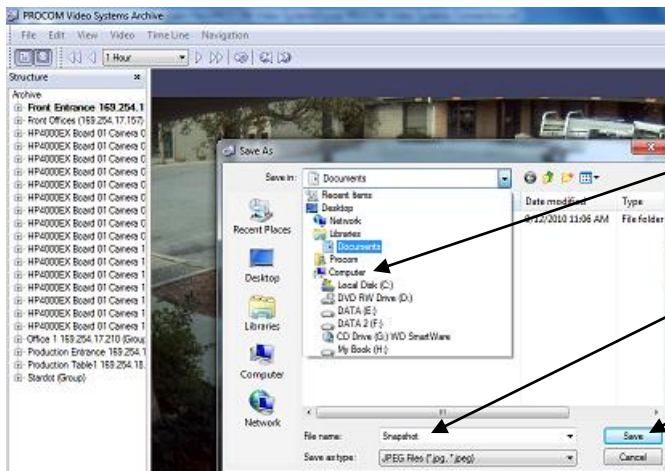 PROCOM Video Systems Archive
File Edit View Video TimeLine Navigation
1 Hour
Structure
Archive
Front Entrance 169.254.1
Front Offices (169.254.17.157)
HP4000EX Board 01 Camera 0
HP4000EX Board 01 Camera 0
HP4000EX Board 01 Camera 0
HP4000EX Board 01 Camera 0
HP4000EX Board 01 Camera 0
HP4000EX Board 01 Camera 0
HP4000EX Board 01 Camera 0
HP4000EX Board 01 Camera 0
HP4000EX Board 01 Camera 0
HP4000EX Board 01 Camera 1
HP4000EX Board 01 Camera 1
HP4000EX Board 01 Camera 1
HP4000EX Board 01 Camera 1
HP4000EX Board 01 Camera 1
HP4000EX Board 01 Camera 1
HP4000EX Board 01 Camera 1
Office 1 169.254.17.210 (Group
Production Entrance 169.254.1
Production Table1 169.254.18.
Stardot (Group)
Save As
Save in: Documents
Recent Items
Desktop
Network
Libraries
Documents
Procom
Computer
Local Disk (C:)
DVD RW Drive (D:)
DATA (E:)
DATA 2 (F:)
CD Drive (G:) WD SmartWare
My Book (H:)
Date modified Type
8/12/2010 11:06 AM File folder
Recent Places
Desktop
Libraries
Computer
Network
File name: Snapshot Save
Save as type: JPEG Files (*.jpg, *.jpeg) Cancel